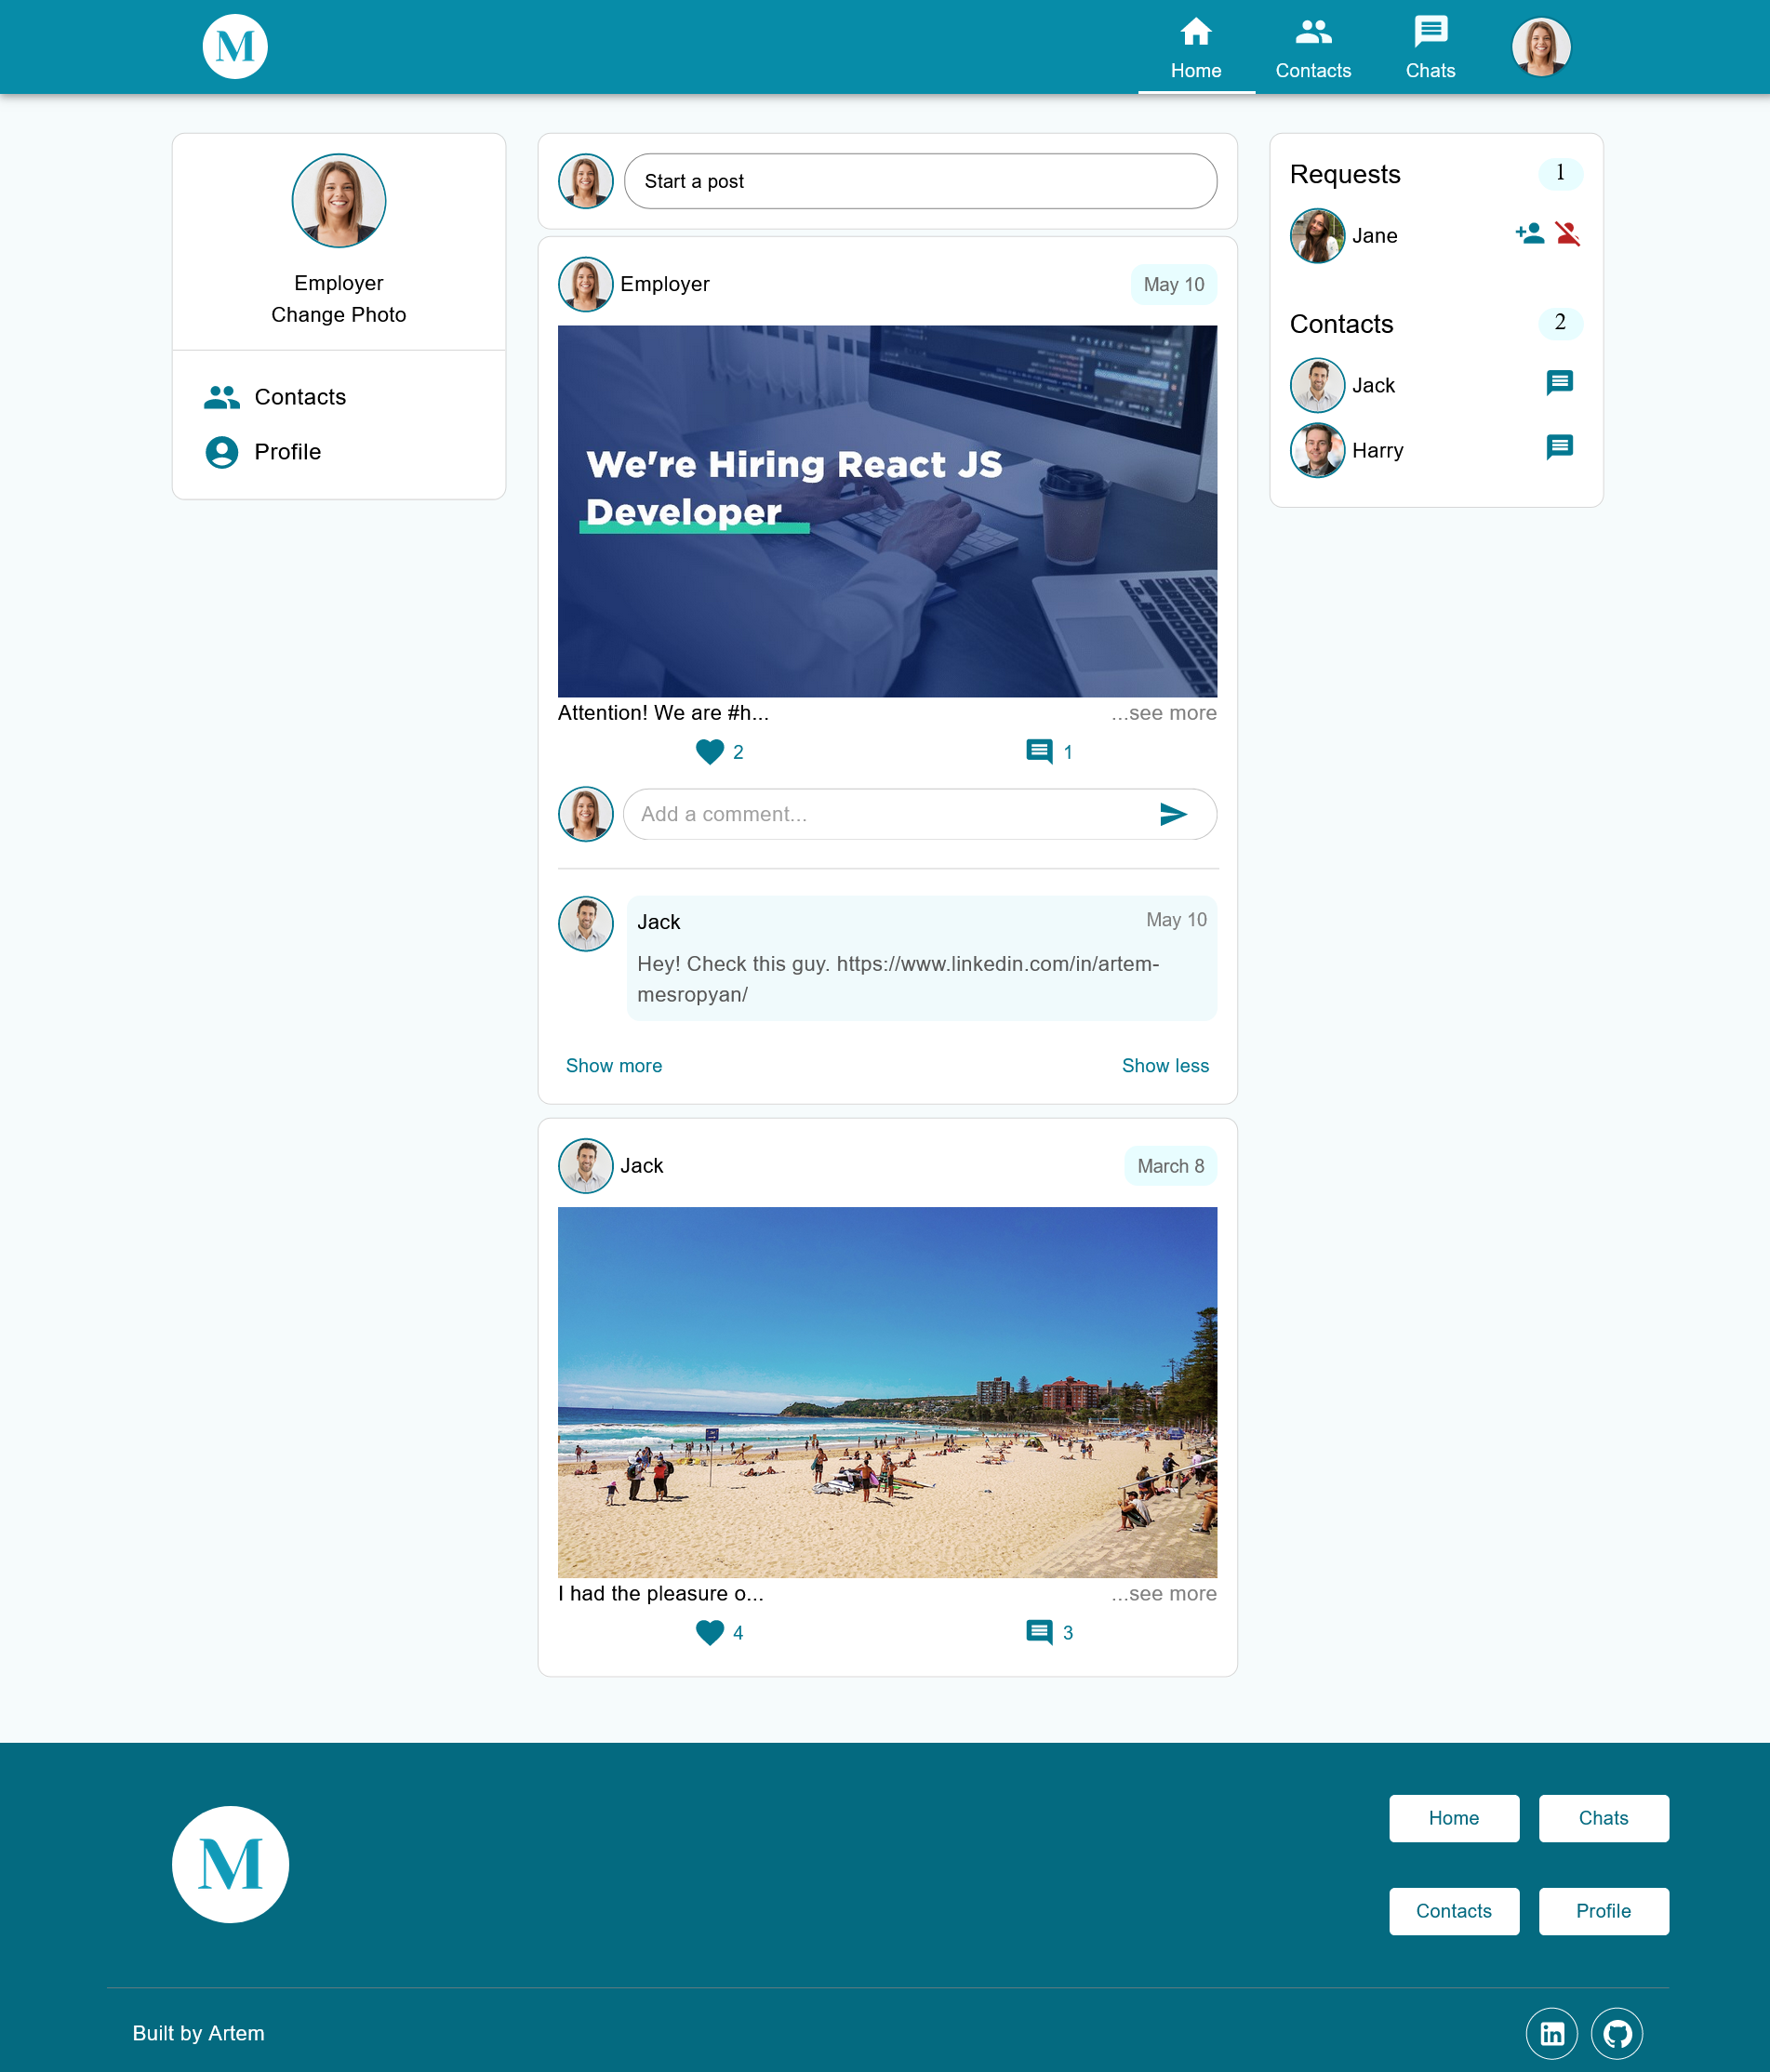 M
Home
Contacts
Chats
Employer
Change Photo
Contacts
Profile
Start a post
Employer
May 10
We're Hiring React JS
Developer
Attention! We are #h...
...see more
2
1
Add a comment...
Jack
May 10
Hey! Check this guy. https://www.linkedin.com/in/artem-
mesropyan/
Show more
Show less
Jack
March 8
I had the pleasure o...
...see more
4
3
Requests
1
Jane
Contacts
2
Jack
Harry
M
Home
Chats
Contacts
Profile
Built by Artem
in